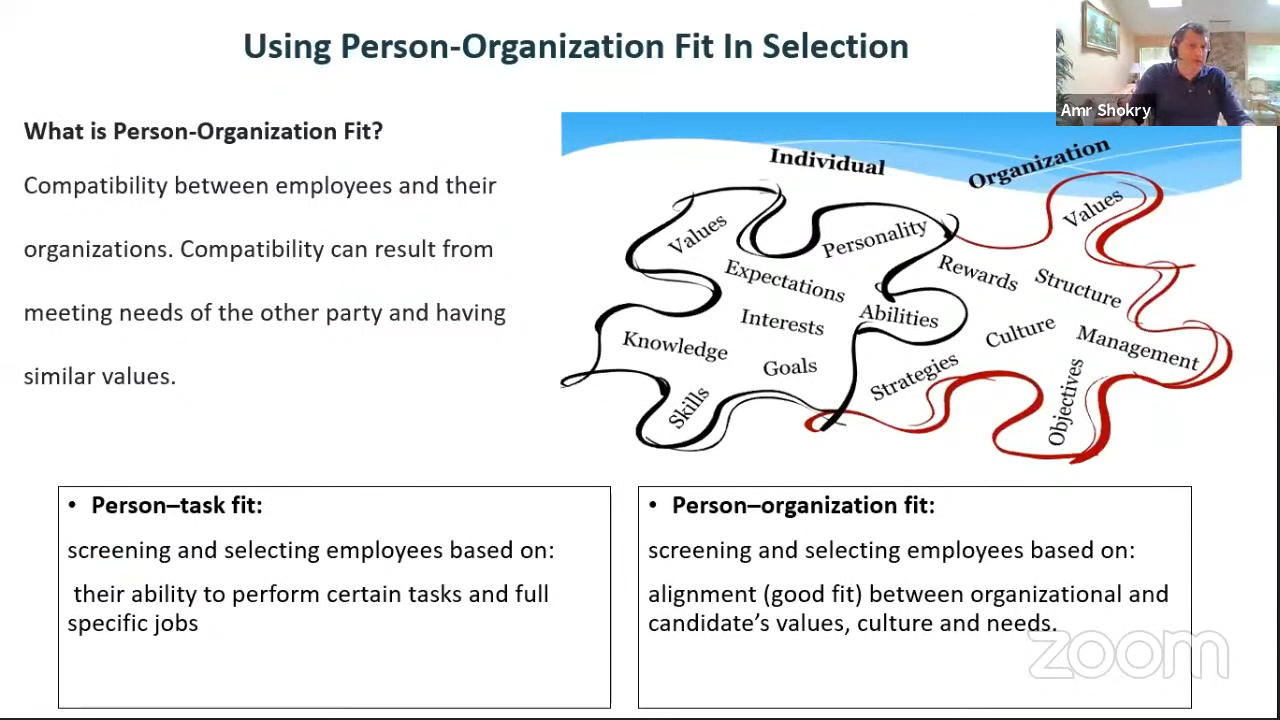 Using Person-Organization Fit In Selection
Amr Shokry
What is Person-Organization Fit?
Compatibility between employees and their
organizations. Compatibility can result from
meeting needs of the other party and having
similar values.
Individual
Organization
Values
Personality
Expectations
Interests
Abilities
Knowledge
Goals
Skills
Values
Rewards
Structure
Culture
Management
Strategies
Objectives
• Person–task fit:
screening and selecting employees based on:
their ability to perform certain tasks and full
specific jobs
• Person–organization fit:
screening and selecting employees based on:
alignment (good fit) between organizational and
candidate’s values, culture and needs.
zoom